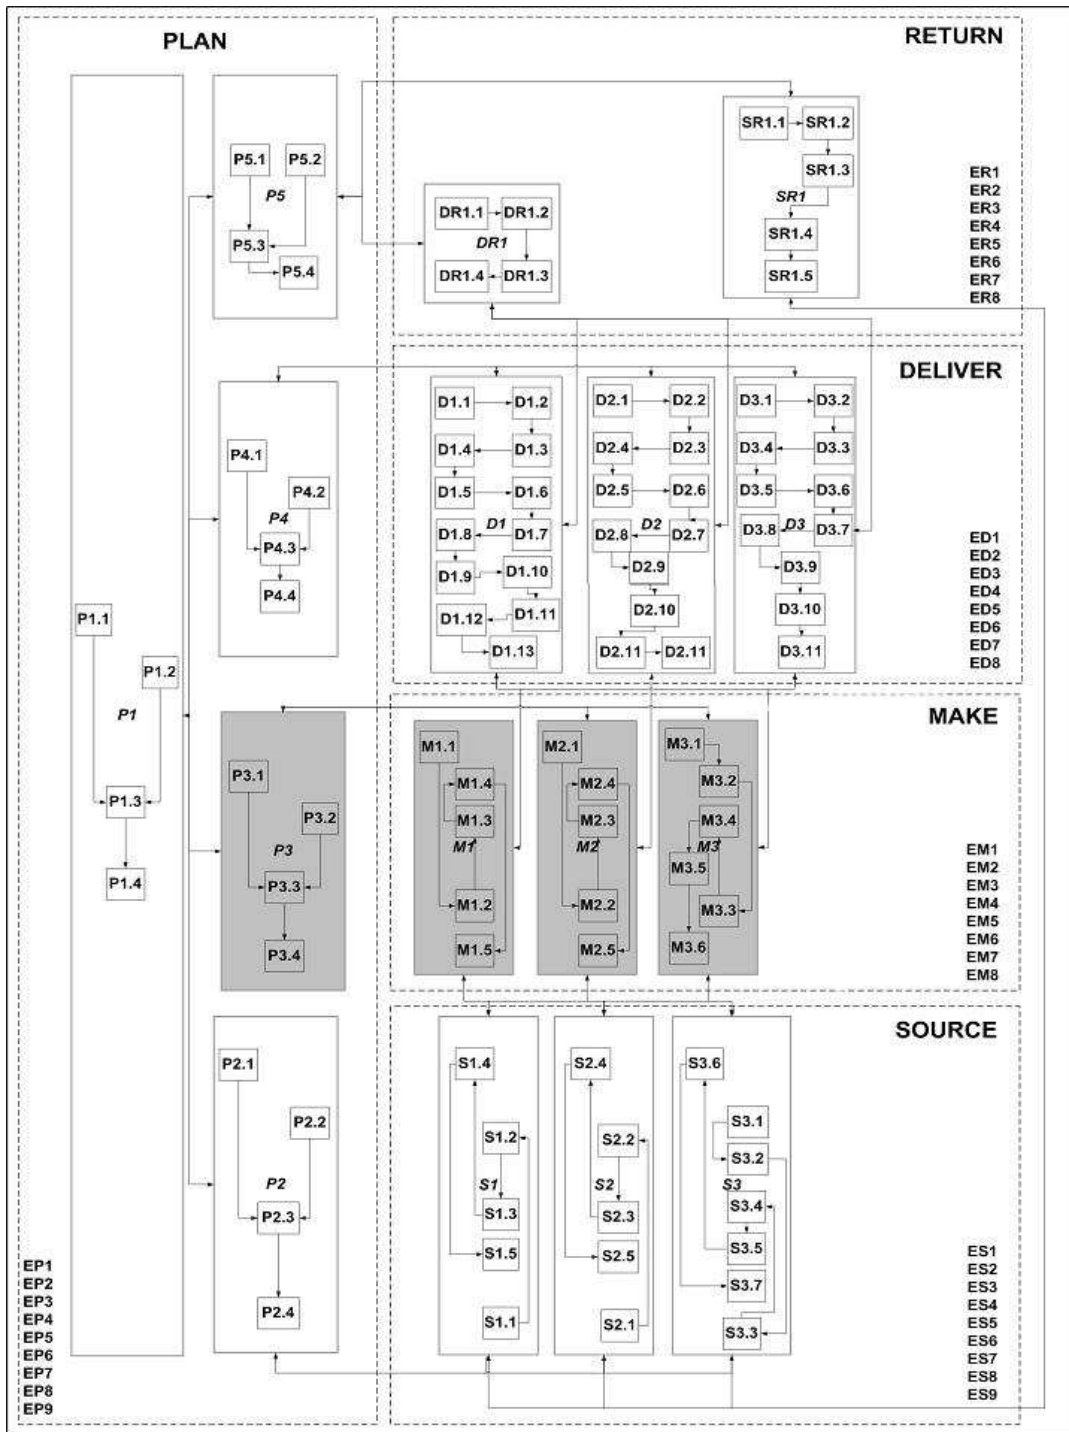 PLAN
P1.1
P1.2
P1
P1.3
P1.4
P5.1 P5.2
P5
P5.3
P5.4
P4.1
P4.2
P4
P4.3
P4.4
P3.1
P3.2
P3
P3.3
P3.4
P2.1
P2.2
P2
P2.3
P2.4
EP1
EP2
EP3
EP4
EP5
EP6
EP7
EP8
EP9
RETURN
DR1.1 DR1.2
DR1
DR1.4 DR1.3
SR1.1 SR1.2
SR1.3
SR1
SR1.4
SR1.5
ER1
ER2
ER3
ER4
ER5
ER6
ER7
ER8
DELIVER
D1.1 D1.2
D1.4 D1.3
D1.5 D1.6
D1.8 D1 D1.7
D1.9 D1.10
D1.12 D1.11
D1.13
D2.1 D2.2
D2.4 D2.3
D2.5 D2.6
D2.8 D2 D2.7
D2.9
D2.10
D2.11 D2.11
D3.1 D3.2
D3.4 D3.3
D3.5 D3.6
D3.8 D3 D3.7
D3.9
D3.10
D3.11
ED1
ED2
ED3
ED4
ED5
ED6
ED7
ED8
MAKE
M1.1
M1.4
M1.3
M1
M1.2
M1.5
M2.1
M2.4
M2.3
M2
M2.2
M2.5
M3.1
M3.2
M3.4
M3
M3.5
M3.3
M3.6
EM1
EM2
EM3
EM4
EM5
EM6
EM7
EM8
SOURCE
S1.4
S1.2
S1
S1.3
S1.5
S1.1
S2.4
S2.2
S2
S2.3
S2.5
S2.1
S3.6
S3.1
S3.2
S3
S3.4
S3.5
S3.7
S3.3
ES1
ES2
ES3
ES4
ES5
ES6
ES7
ES8
ES9